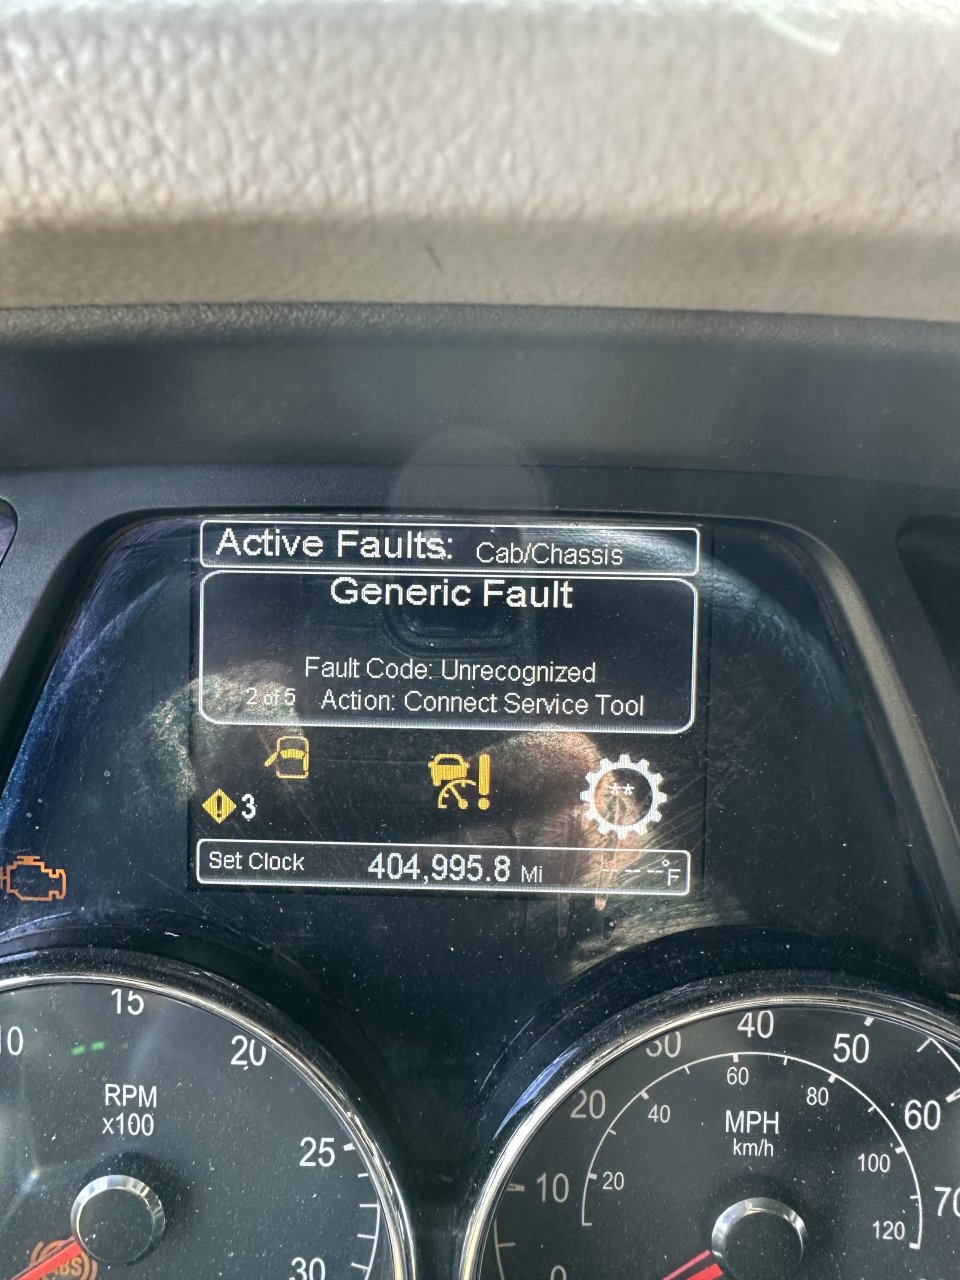 Active Faults: Cab/Chassis
Generic Fault
Fault Code: Unrecognized
2 of 5 Action: Connect Service Tool
3
**
Set Clock 404,995.8 Mi ---°F
10 15 20 25 30
RPM
x100
ABS
0 10 20 30 40 50 60 70
MPH
km/h
20 40 60 80 100 120